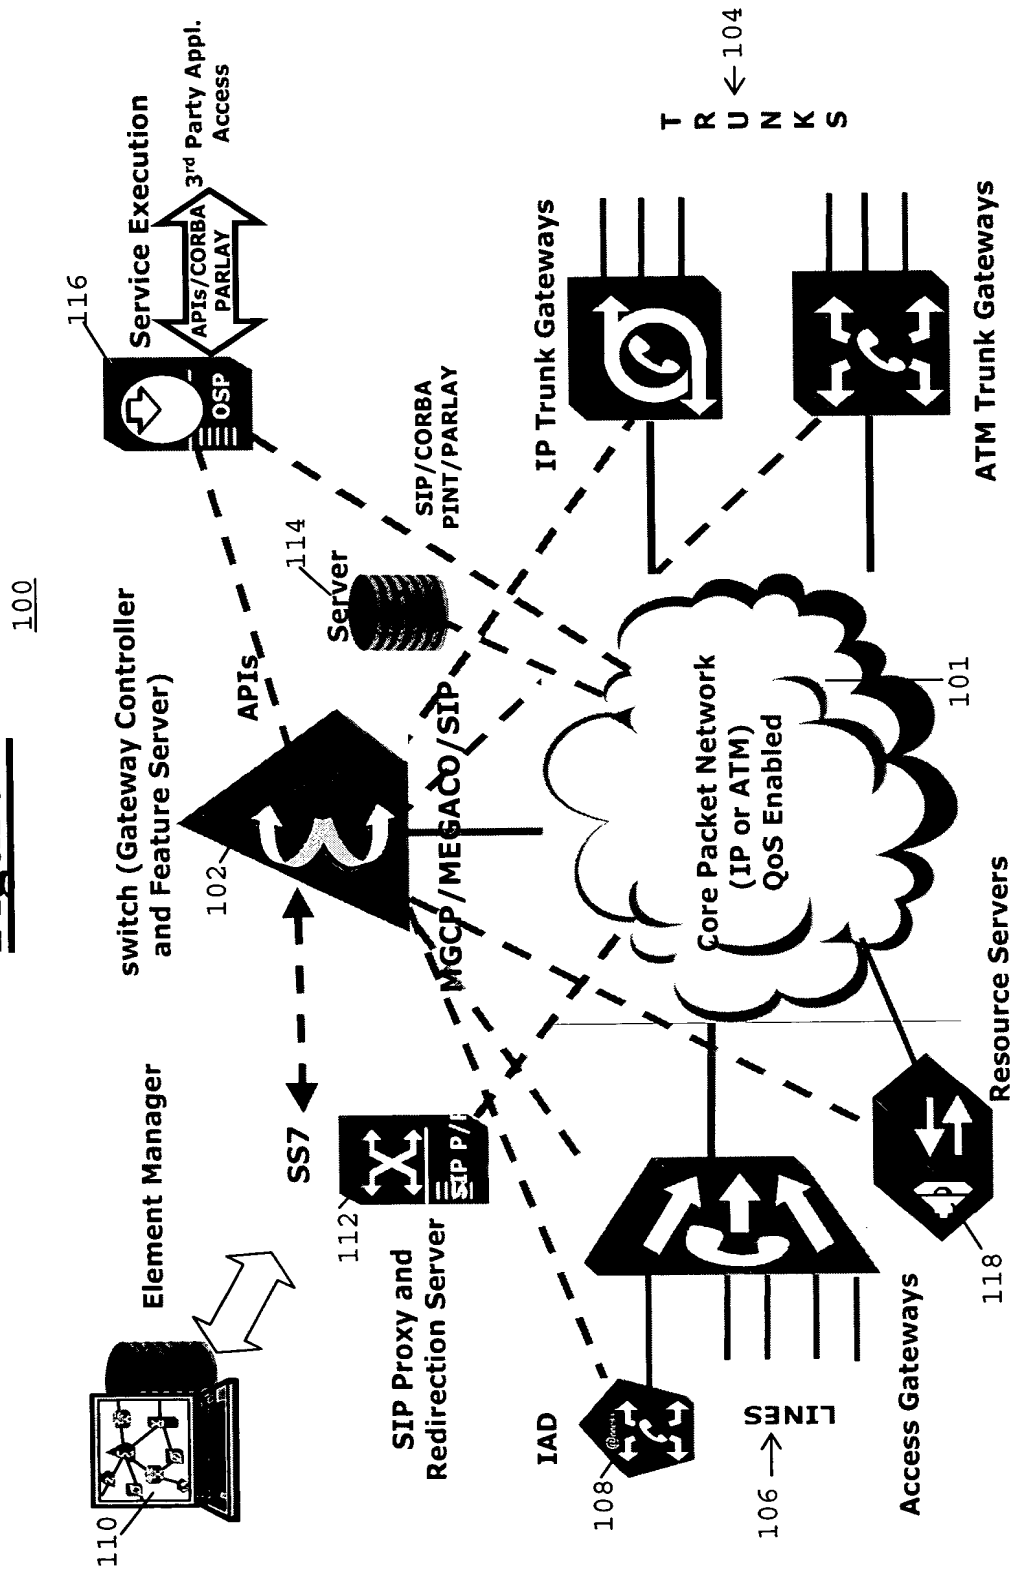 100
Element Manager
110
switch (Gateway Controller
and Feature Server)
102
SS7
APIs
116
Service Execution
OSP
APIs/CORBA
PARLAY
3rd Party Appl.
Access
SIP Proxy and
Redirection Server
112
SIP P/
Server
114
SIP/CORBA
PINT/PARLAY
MGCP/MEGACO/SIP
IAD
108
LINES
106
Access Gateways
Core Packet Network
(IP or ATM)
QoS Enabled
101
IP Trunk Gateways
TRUNKS
104
ATM Trunk Gateways
118
Resource Servers